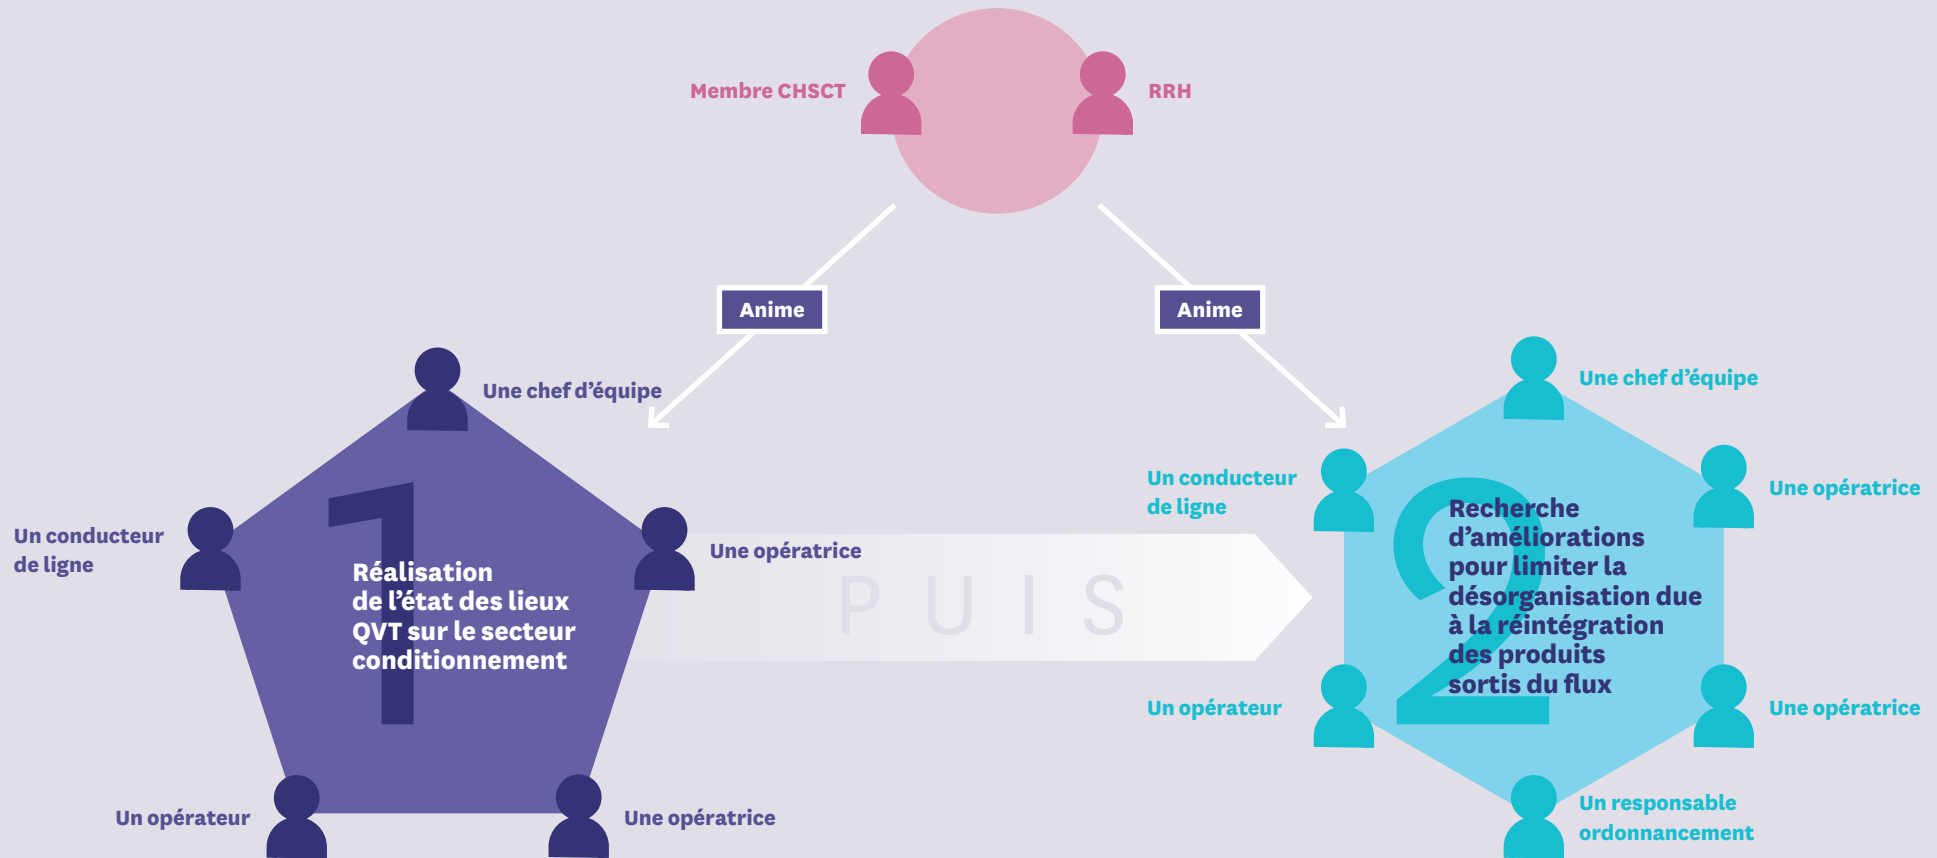 Membre CHSCT
RRH
Anime
Anime
Une chef d’équipe
Un conducteur
de ligne
Une opératrice
Un opérateur
Une opératrice
1
Réalisation
de l’état des lieux
QVT sur le secteur
conditionnement
PUIS
Une chef d’équipe
Un conducteur
de ligne
Une opératrice
Un opérateur
Une opératrice
Un responsable
ordonnancement
2
Recherche
d’améliorations
pour limiter la
désorganisation due
à la réintégration
des produits
sortis du flux